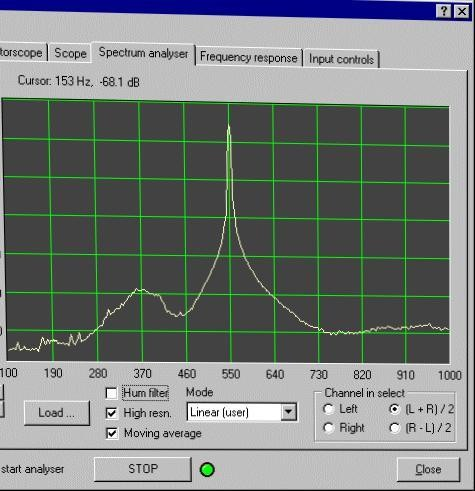 ? X
torscope Scope Spectrum analyser Frequency response Input controls
Cursor: 153 Hz, -68.1 dB
0
100 190 280 370 460 550 640 730 820 910 1000
Hum filter Mode Channel in select
Load ... High resn. Linear (user) Left (L + R) / 2
Moving average Right (R - L) / 2
start analyser STOP Close